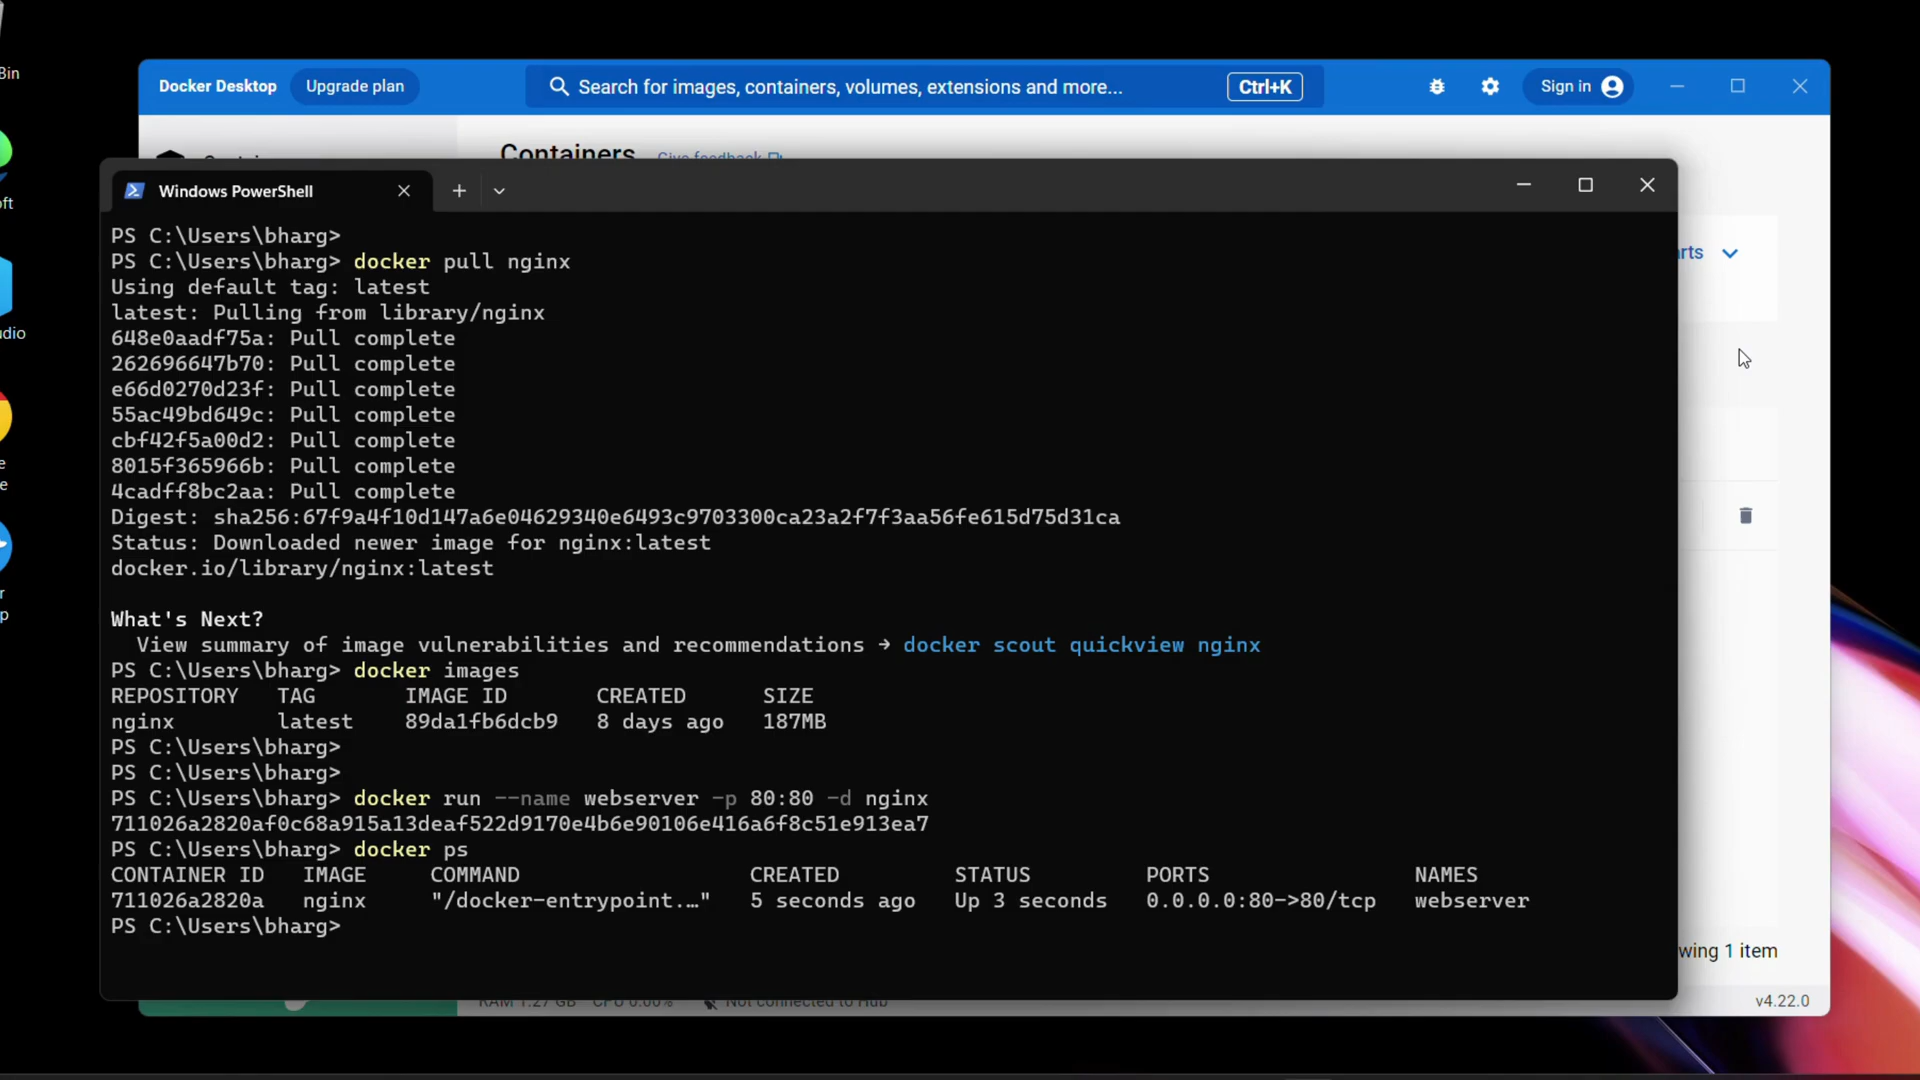 Bin
oft
udio
e
e
r
p
Docker Desktop Upgrade plan Search for images, containers, volumes, extensions and more... Ctrl+K Sign in
Containers Give feedback
Windows PowerShell
PS C:\Users\bharg>
PS C:\Users\bharg> docker pull nginx
Using default tag: latest
latest: Pulling from library/nginx
648e0aadf75a: Pull complete
262696647b70: Pull complete
e66d0270d23f: Pull complete
55ac49bd649c: Pull complete
cbf42f5a00d2: Pull complete
8015f365966b: Pull complete
4cadff8bc2aa: Pull complete
Digest: sha256:67f9a4f10d147a6e04629340e6493c9703300ca23a2f7f3aa56fe615d75d31ca
Status: Downloaded newer image for nginx:latest
docker.io/library/nginx:latest
What's Next?
View summary of image vulnerabilities and recommendations → docker scout quickview nginx
PS C:\Users\bharg> docker images
REPOSITORY TAG IMAGE ID CREATED SIZE
nginx latest 89da1fb6dcb9 8 days ago 187MB
PS C:\Users\bharg>
PS C:\Users\bharg>
PS C:\Users\bharg> docker run --name webserver -p 80:80 -d nginx
711026a2820af0c68a915a13deaf522d9170e4b6e90106e416a6f8c51e913ea7
PS C:\Users\bharg> docker ps
CONTAINER ID IMAGE COMMAND CREATED STATUS PORTS NAMES
711026a2820a nginx "/docker-entrypoint.…" 5 seconds ago Up 3 seconds 0.0.0.0:80->80/tcp webserver
PS C:\Users\bharg>
arts
wing 1 item
RAM 1.27 GB CPU 0.00% Not connected to Hub
v4.22.0